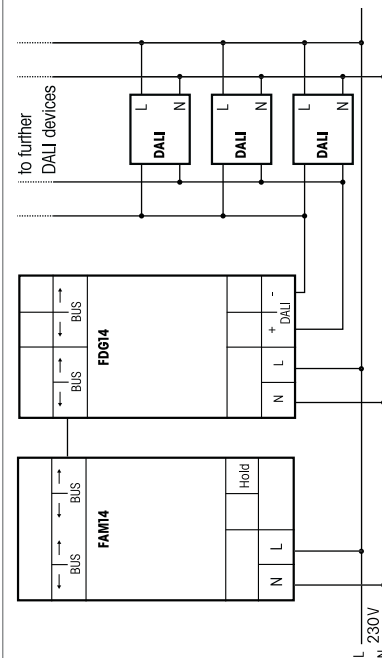 to further
DALI devices
L
N
DALI
L
N
DALI
L
N
DALI
BUS
BUS
FDG14
N
L
+
-
DALI
BUS
BUS
FAM14
Hold
N
L
L
230V
N